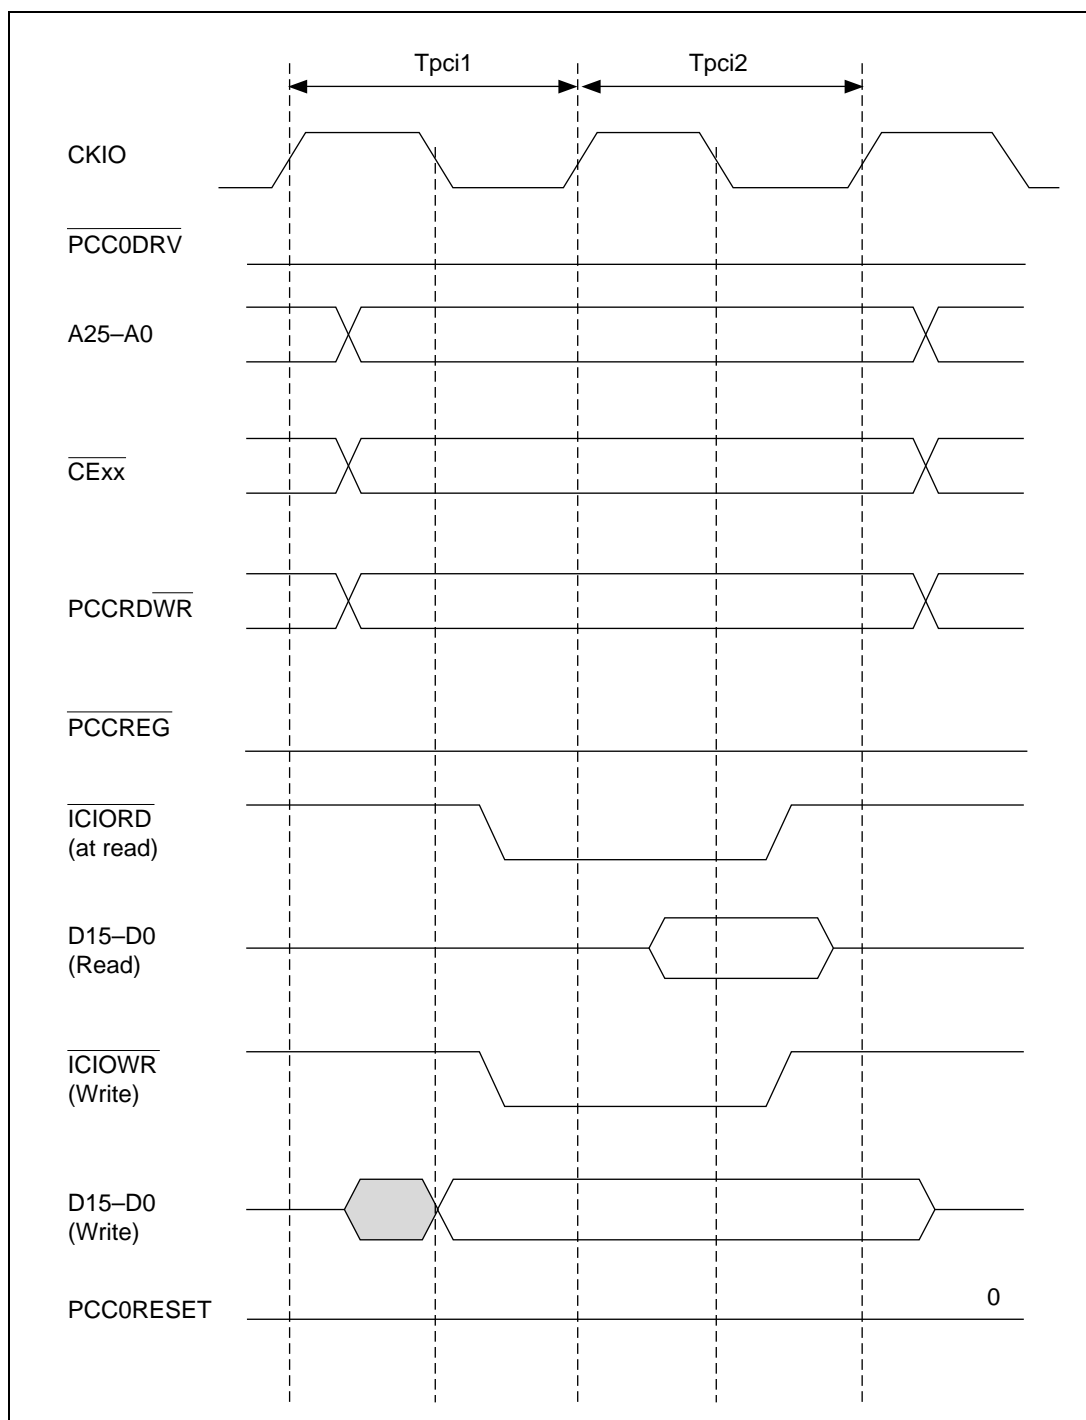 Tpci1 Tpci2
CKIO
PCC0DRV
A25–A0
CExx
PCCRDWR
PCCREG
ICIORD
(at read)
D15–D0
(Read)
ICIOWR
(Write)
D15–D0
(Write)
0
PCC0RESET